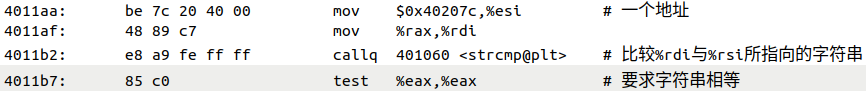 4011aa: be 7c 20 40 00 mov $0x40207c,%esi # 一个地址
4011af: 48 89 c7 mov %rax,%rdi
4011b2: e8 a9 fe ff ff callq 401060 <strcmp@plt> # 比较%rdi与%rsi所指向的字符串
4011b7: 85 c0 test %eax,%eax # 要求字符串相等